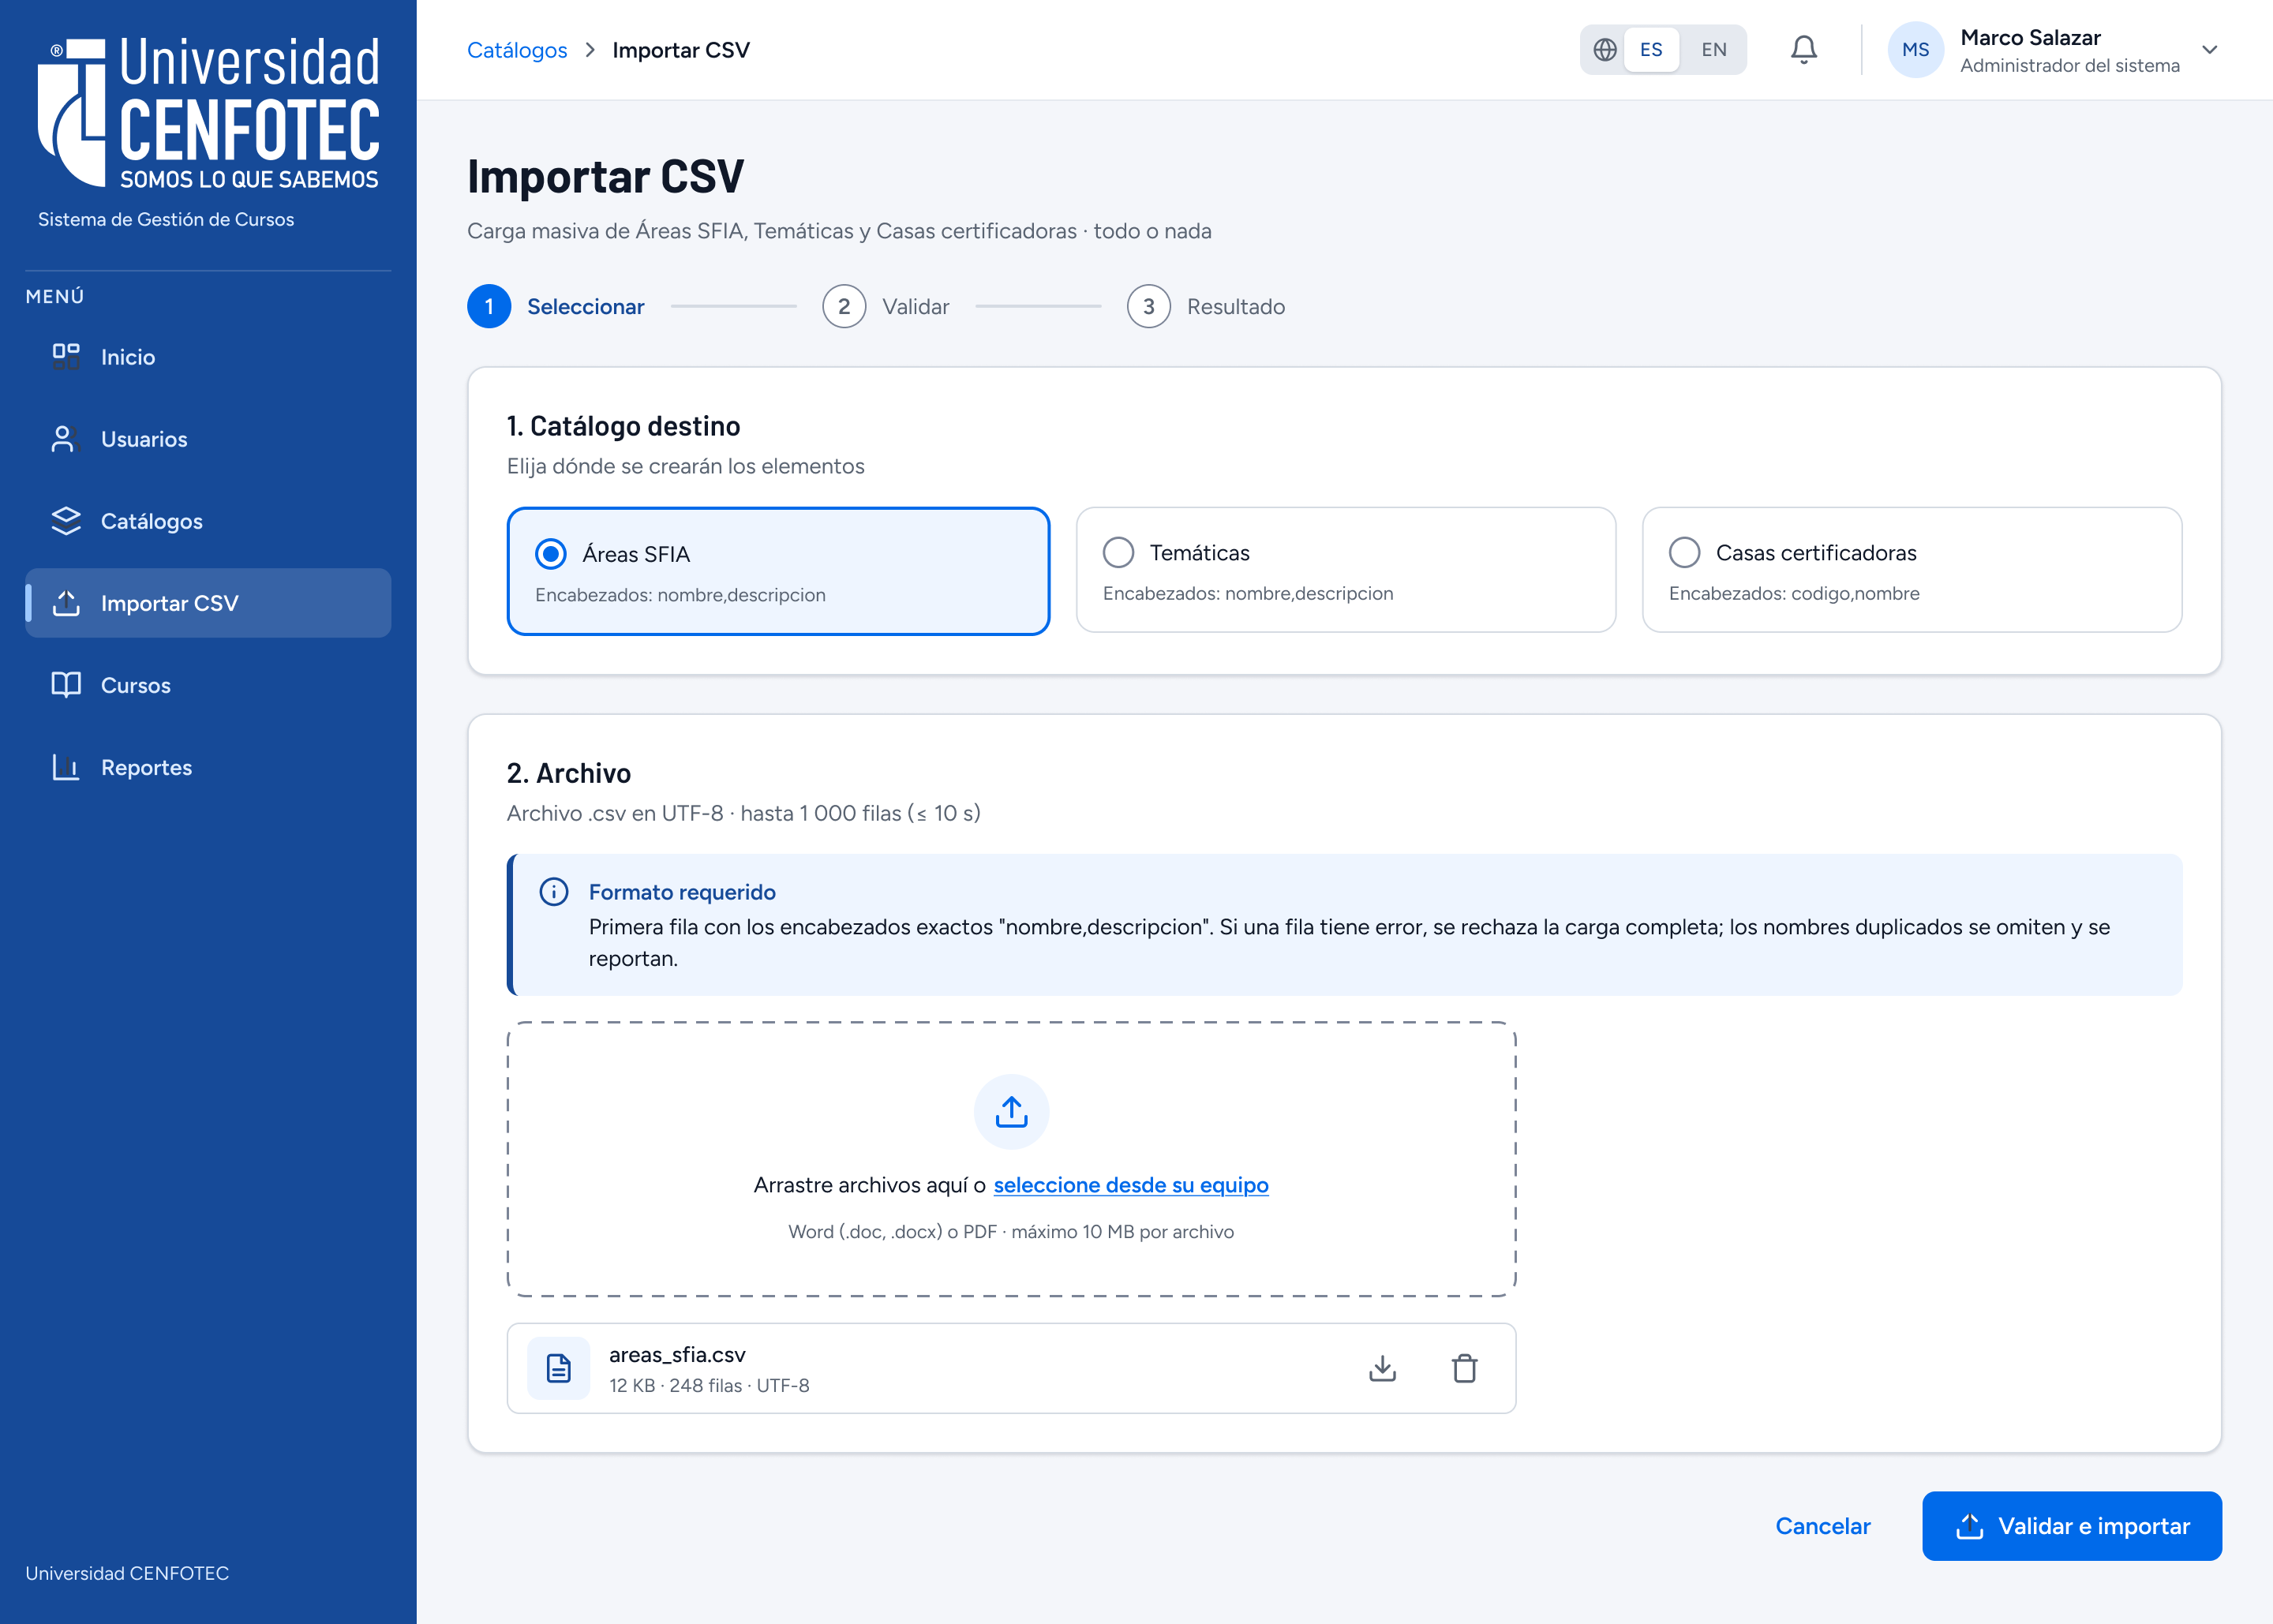 ® Universidad
CENFOTEC
SOMOS LO QUE SABEMOS
Sistema de Gestión de Cursos
MENÚ
Inicio
Usuarios
Catálogos
Importar CSV
Cursos
Reportes
Universidad CENFOTEC
Catálogos > Importar CSV
ES EN
MS
Marco Salazar
Administrador del sistema
Importar CSV
Carga masiva de Áreas SFIA, Temáticas y Casas certificadoras · todo o nada
1 Seleccionar 2 Validar 3 Resultado
1. Catálogo destino
Elija dónde se crearán los elementos
Áreas SFIA
Encabezados: nombre,descripcion
Temáticas
Encabezados: nombre,descripcion
Casas certificadoras
Encabezados: codigo,nombre
2. Archivo
Archivo .csv en UTF-8 · hasta 1 000 filas (≤ 10 s)
Formato requerido
Primera fila con los encabezados exactos "nombre,descripcion". Si una fila tiene error, se rechaza la carga completa; los nombres duplicados se omiten y se
reportan.
Arrastre archivos aquí o seleccione desde su equipo
Word (.doc, .docx) o PDF · máximo 10 MB por archivo
areas_sfia.csv
12 KB · 248 filas · UTF-8
Cancelar
Validar e importar